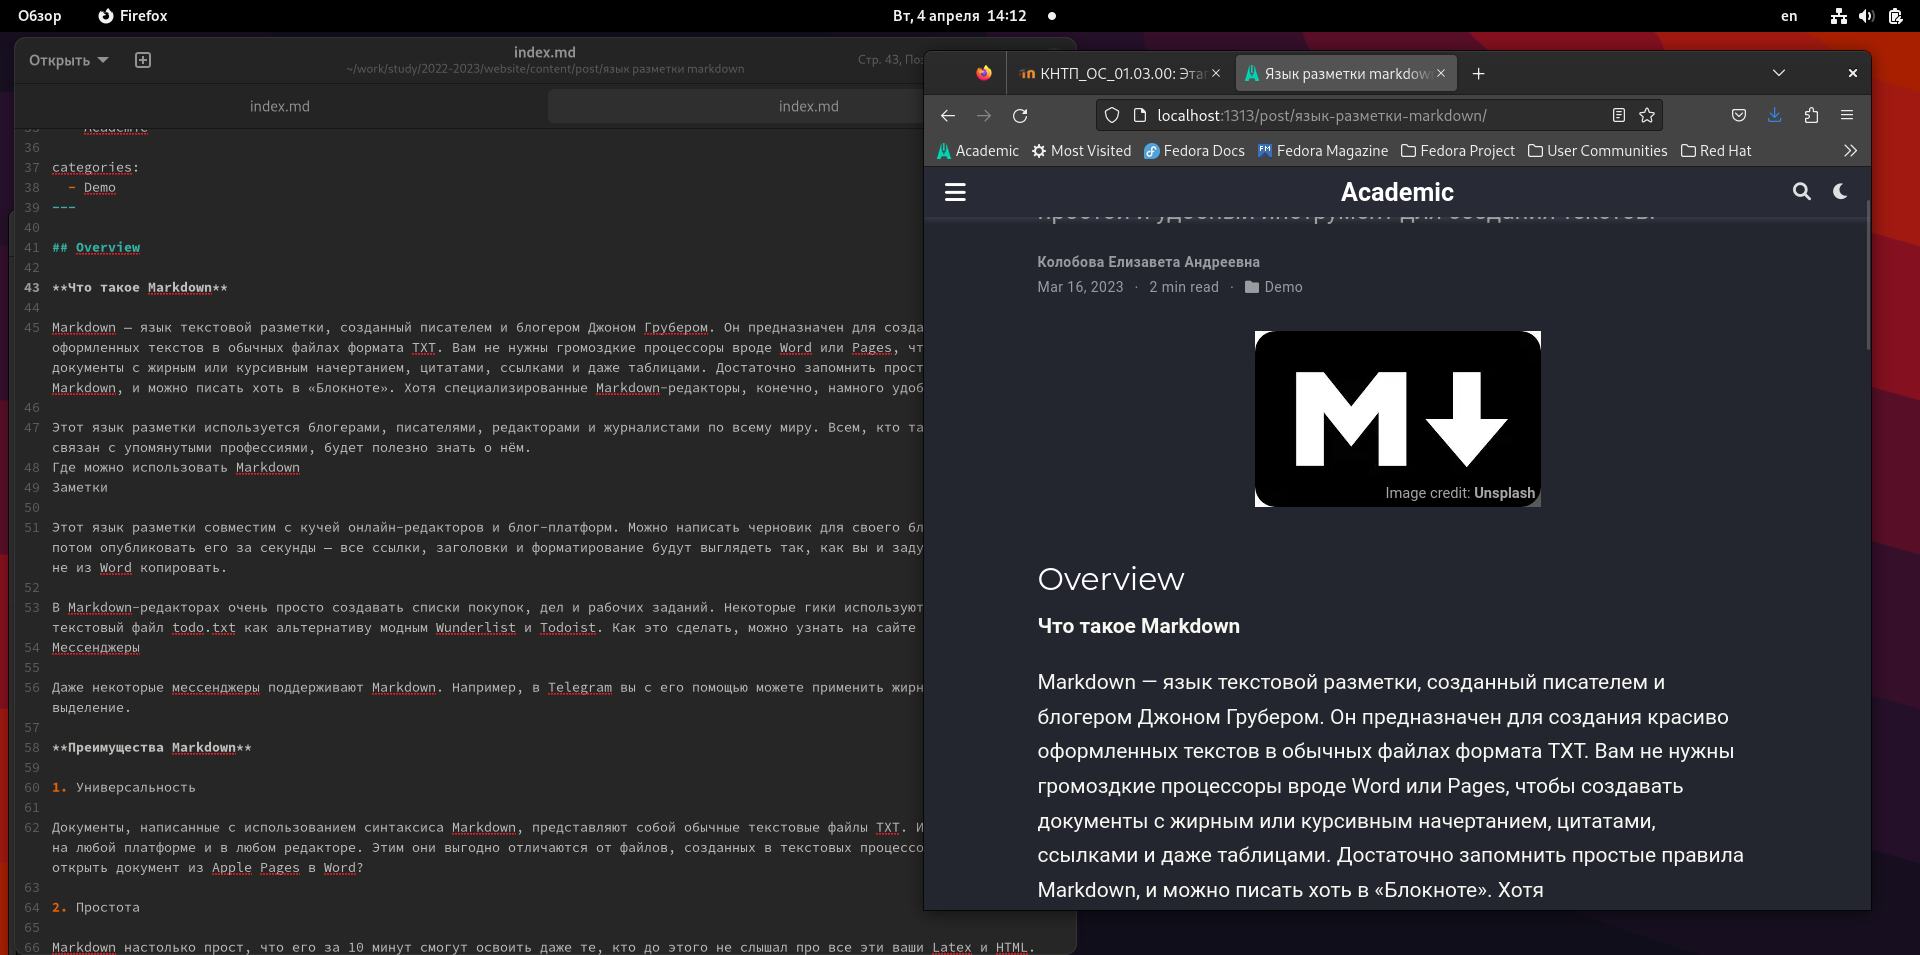 Обзор
Firefox
Вт, 4 апреля 14:12
en
Открыть
index.md
~/work/study/2022-2023/website/content/post/язык разметки markdown
Стр. 43,
index.md
index.md
35 Academic
36
37 categories:
38 - Demo
39 ---
40
41 ## Overview
42
43 **Что такое Markdown**
44
45 Markdown — язык текстовой разметки, созданный писателем и блогером Джоном Грубером. Он предназначен для
оформленных текстов в обычных файлах формата TXT. Вам не нужны громоздкие процессоры вроде Word или Pages,
документы с жирным или курсивным начертанием, цитатами, ссылками и даже таблицами. Достаточно запомнить
Markdown, и можно писать хоть в «Блокноте». Хотя специализированные Markdown-редакторы, конечно, намного
46
47 Этот язык разметки используется блогерами, писателями, редакторами и журналистами по всему миру. Всем, кто
связан с упомянутыми профессиями, будет полезно знать о нём.
48 Где можно использовать Markdown
49 Заметки
50
51 Этот язык разметки совместим с кучей онлайн-редакторов и блог-платформ. Можно написать черновик для своего
потом опубликовать его за секунды — все ссылки, заголовки и форматирование будут выглядеть так, как вы и
не из Word копировать.
52
53 В Markdown-редакторах очень просто создавать списки покупок, дел и рабочих заданий. Некоторые гики используют
текстовый файл todo.txt как альтернативу модным Wunderlist и Todoist. Как это сделать, можно узнать на сайте
54 Мессенджеры
55
56 Даже некоторые мессенджеры поддерживают Markdown. Например, в Telegram вы с его помощью можете применить
выделение.
57
58 **Преимущества Markdown**
59
60 1. Универсальность
61
62 Документы, написанные с использованием синтаксиса Markdown, представляют собой обычные текстовые файлы TXT.
на любой платформе и в любом редакторе. Этим они выгодно отличаются от файлов, созданных в текстовых
открыть документ из Apple Pages в Word?
63
64 2. Простота
65
66 Markdown настолько прост, что его за 10 минут смогут освоить даже те, кто до этого не слышал про все эти ваши Latex и HTML.
КНТП_ОС_01.03.00: Эта
Язык разметки markdow
localhost:1313/post/язык-разметки-markdown/
Academic
Most Visited
Fedora Docs
Fedora Magazine
Fedora Project
User Communities
Red Hat
Academic
простой и удобный инструмент для создания текстов.
Колобова Елизавета Андреевна
Mar 16, 2023 · 2 min read · Demo
M
Image credit: Unsplash
Overview
Что такое Markdown
Markdown — язык текстовой разметки, созданный писателем и
блогером Джоном Грубером. Он предназначен для создания красиво
оформленных текстов в обычных файлах формата TXT. Вам не нужны
громоздкие процессоры вроде Word или Pages, чтобы создавать
документы с жирным или курсивным начертанием, цитатами,
ссылками и даже таблицами. Достаточно запомнить простые правила
Markdown, и можно писать хоть в «Блокноте». Хотя